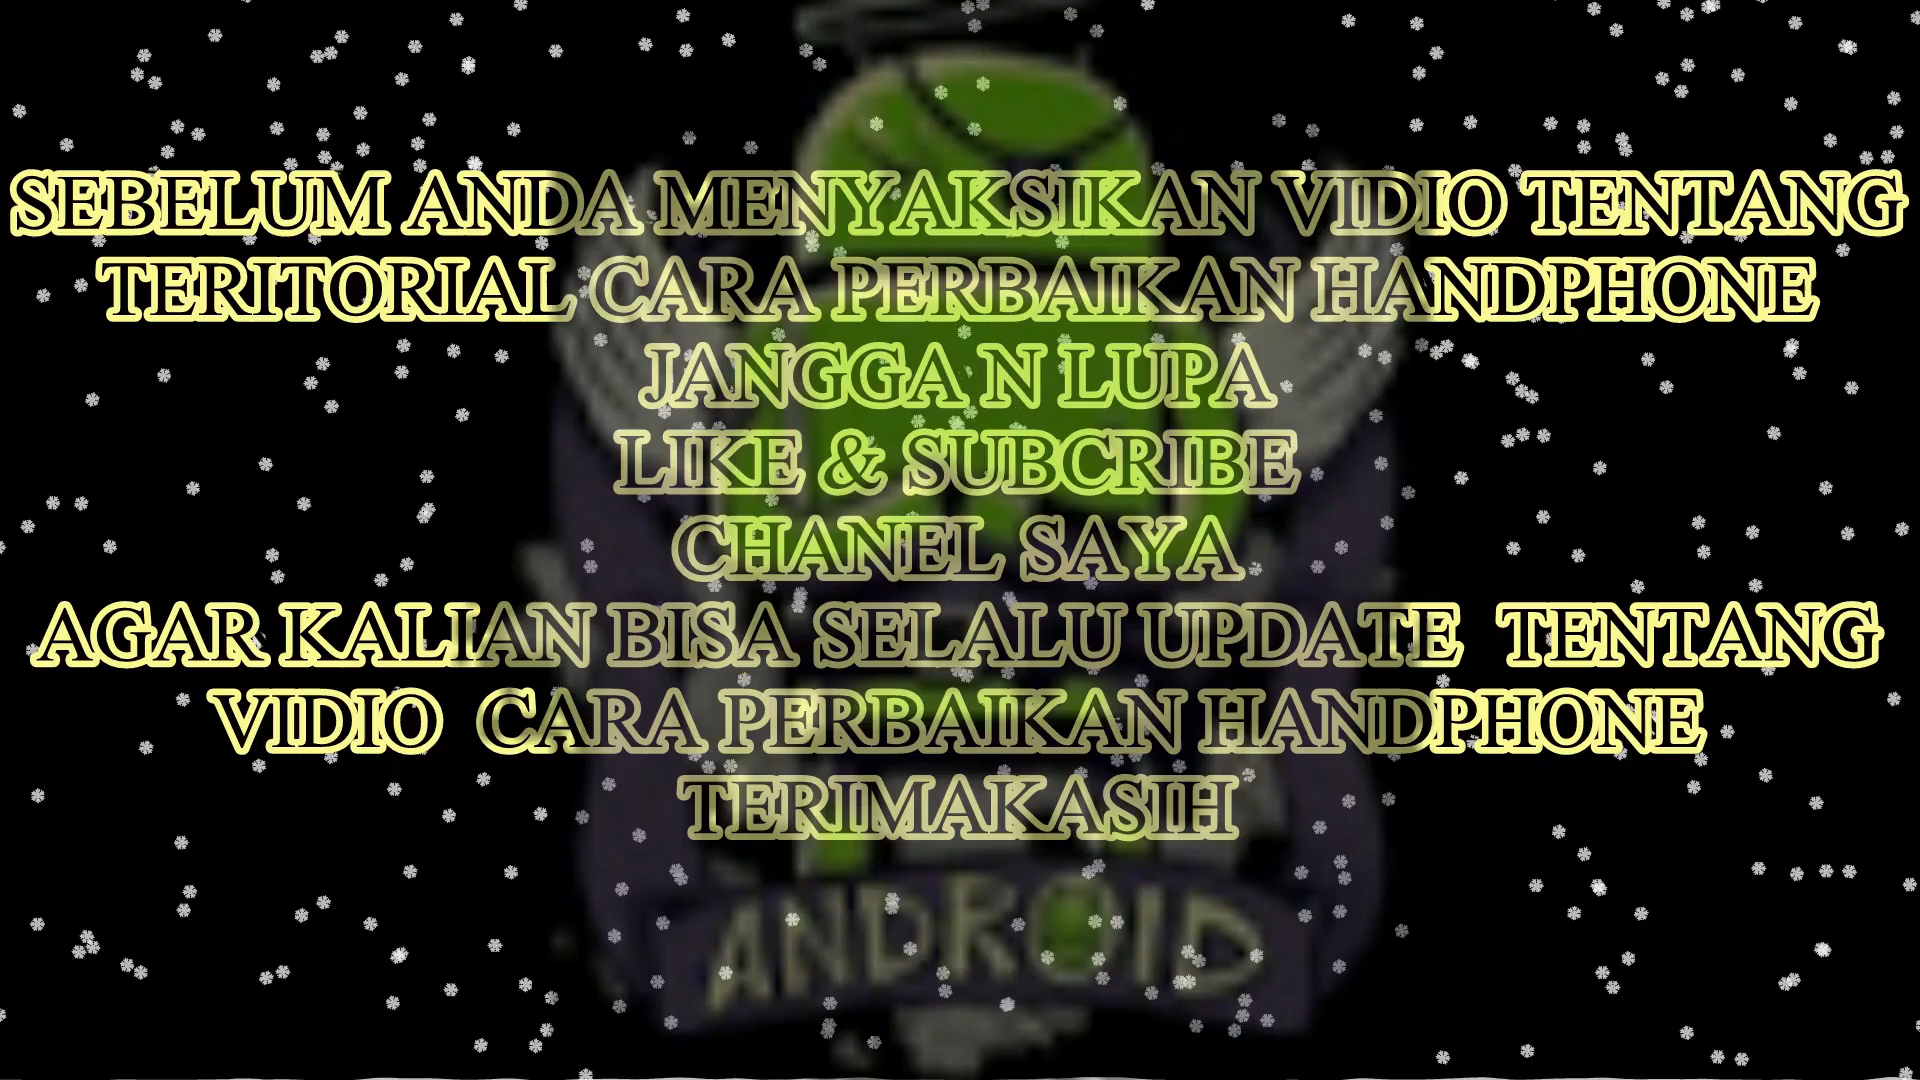 SEBELUM ANDA MENYAKSIKAN VIDIO TENTANG
TERITORIAL CARA PERBAIKAN HANDPHONE
JANGGA N LUPA
LIKE & SUBCRIBE
CHANEL SAYA
AGAR KALIAN BISA SELALU UPDATE  TENTANG
VIDIO  CARA PERBAIKAN HANDPHONE
TERIMAKASIH
ANDROID